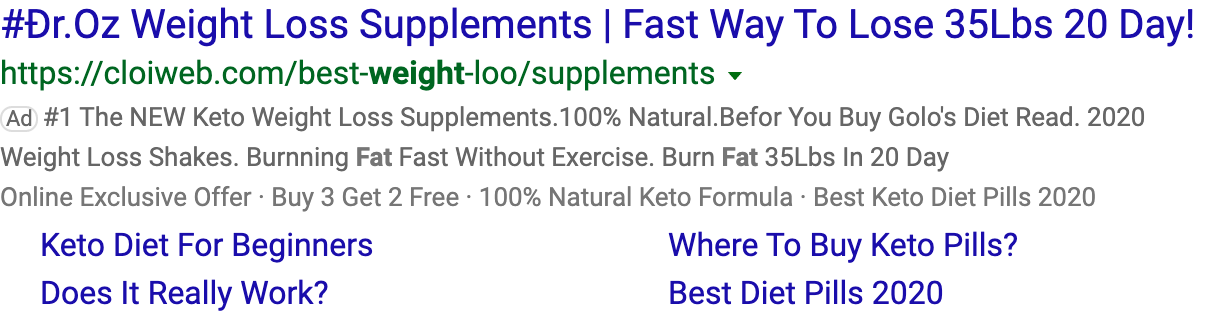 #Ðr.Oz Weight Loss Supplements | Fast Way To Lose 35Lbs 20 Day!
https://cloiweb.com/best-weight-loo/supplements
Ad #1 The NEW Keto Weight Loss Supplements.100% Natural.Befor You Buy Golo's Diet Read. 2020
Weight Loss Shakes. Burnning Fat Fast Without Exercise. Burn Fat 35Lbs In 20 Day
Online Exclusive Offer · Buy 3 Get 2 Free · 100% Natural Keto Formula · Best Keto Diet Pills 2020
Keto Diet For Beginners
Where To Buy Keto Pills?
Does It Really Work?
Best Diet Pills 2020